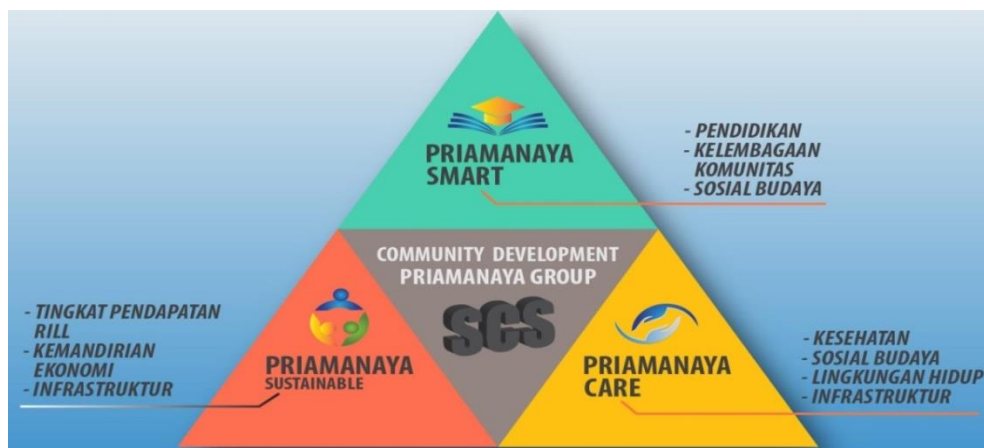 PRIAMANAYA
SMART
- PENDIDIKAN
- KELEMBAGAAN
KOMUNITAS
- SOSIAL BUDAYA
COMMUNITY DEVELOPMENT
PRIAMANAYA GROUP
SCS
- TINGKAT PENDAPATAN
RILL
- KEMANDIRIAN
EKONOMI
- INFRASTRUKTUR
PRIAMANAYA
SUSTAINABLE
PRIAMANAYA
CARE
- KESEHATAN
- SOSIAL BUDAYA
- LINGKUNGAN HIDUP
- INFRASTRUKTUR